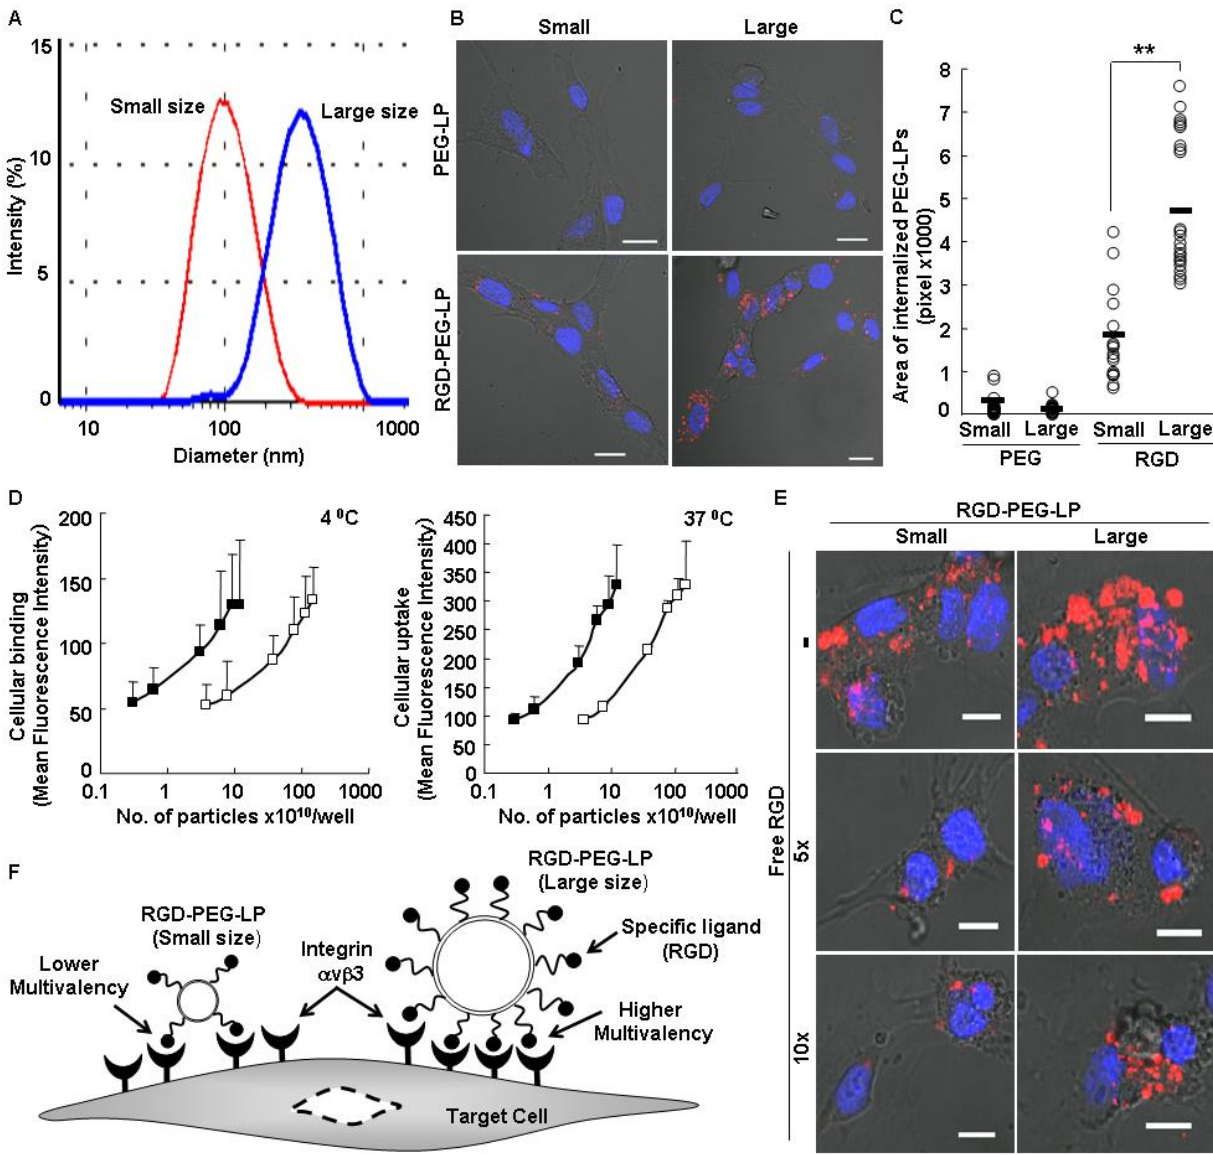 A
15
10
5
0
Intensity (%)
Small size
Large size
10
100
1000
Diameter (nm)
B
Small
Large
PEG-LP
RGD-PEG-LP
C
**
8
7
6
5
4
3
2
1
0
Area of internalized PEG-LPs
(pixel x1000)
Small Large Small Large
PEG
RGD
D
200
150
100
50
0
4 ⁰C
Cellular binding
(Mean Fluorescence Intensity)
0.1 1 10 100 1000
No. of particles x10¹⁰/well
450
400
350
300
250
200
150
100
50
0
37 ⁰C
Cellular uptake
(Mean Fluorescence Intensity)
0.1 1 10 100 1000
No. of particles x10¹⁰/well
E
RGD-PEG-LP
Small
Large
Free RGD
-
5x
10x
F
RGD-PEG-LP
(Small size)
Lower
Multivalency
Integrin
αvβ3
RGD-PEG-LP
(Large size)
Specific ligand
(RGD)
Higher
Multivalency
Target Cell